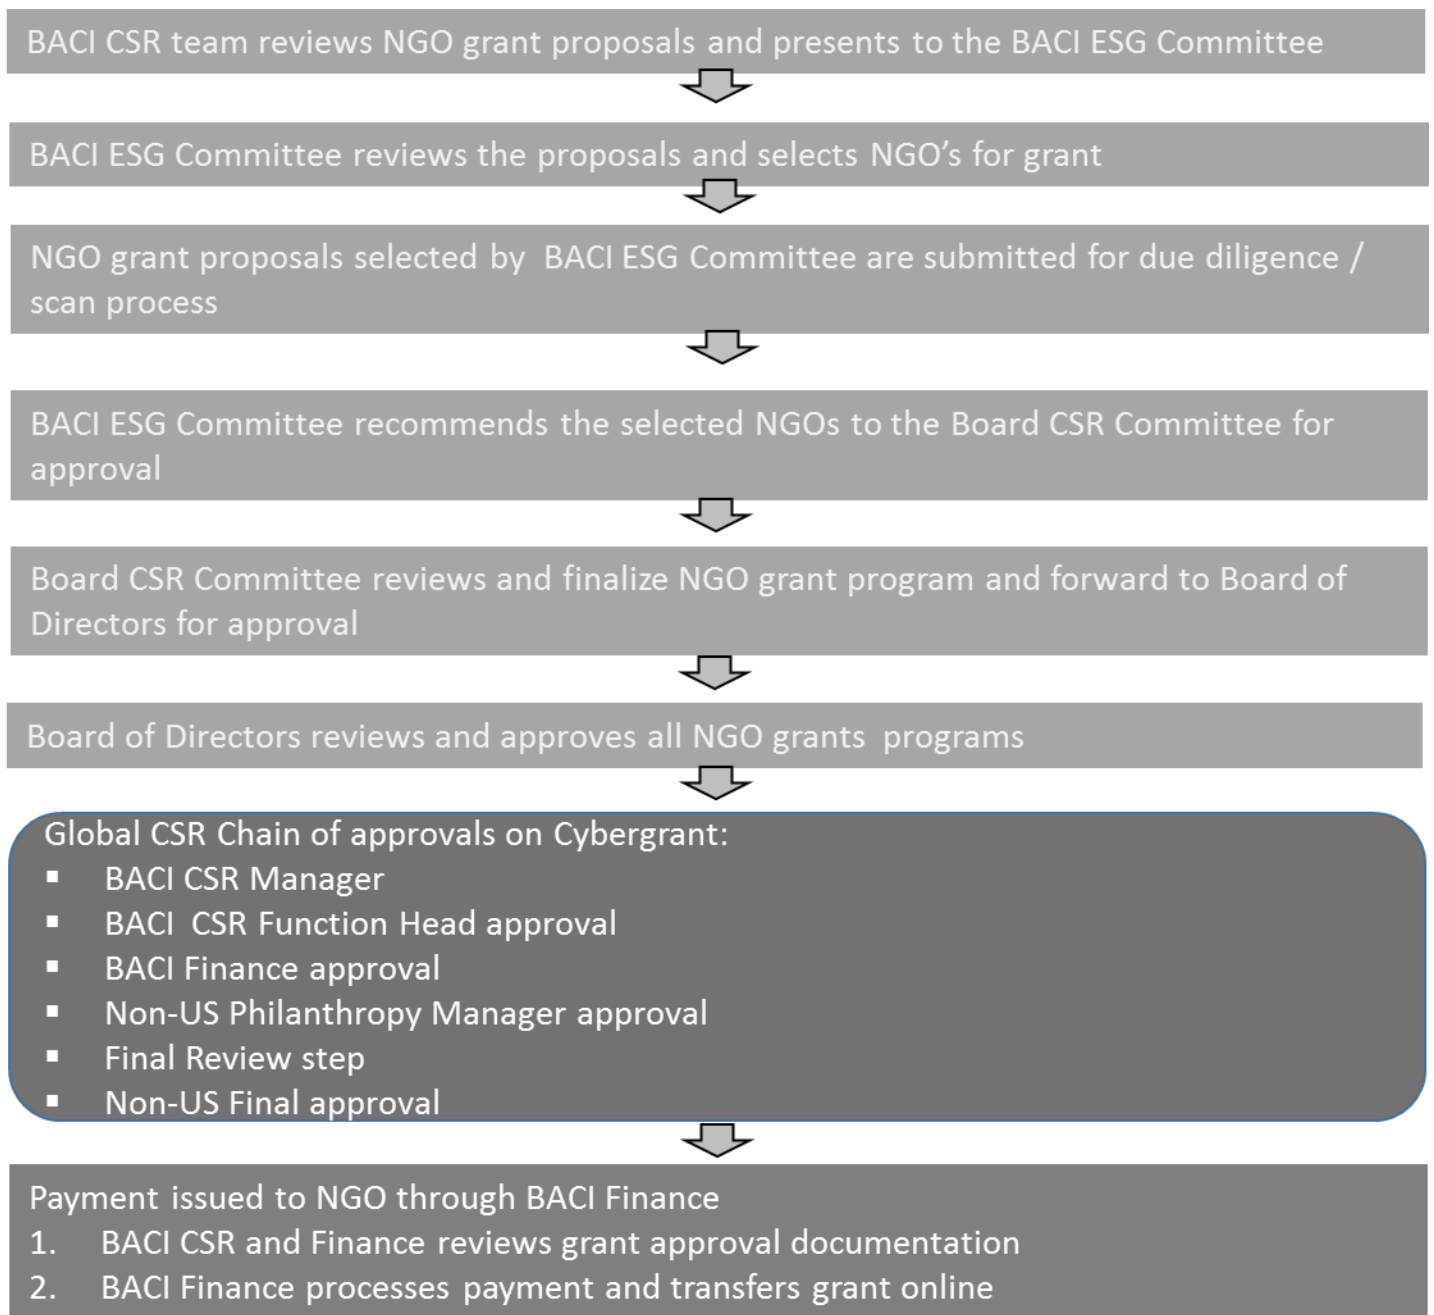 BACI CSR team reviews NGO grant proposals and presents to the BACI ESG Committee
BACI ESG Committee reviews the proposals and selects NGO’s for grant
NGO grant proposals selected by  BACI ESG Committee are submitted for due diligence /
scan process
BACI ESG Committee recommends the selected NGOs to the Board CSR Committee for
approval
Board CSR Committee reviews and finalize NGO grant program and forward to Board of
Directors for approval
Board of Directors reviews and approves all NGO grants  programs
Global CSR Chain of approvals on Cybergrant:
▪ BACI CSR Manager
▪ BACI  CSR Function Head approval
▪ BACI Finance approval
▪ Non-US Philanthropy Manager approval
▪ Final Review step
▪ Non-US Final approval
Payment issued to NGO through BACI Finance
1. BACI CSR and Finance reviews grant approval documentation
2. BACI Finance processes payment and transfers grant online